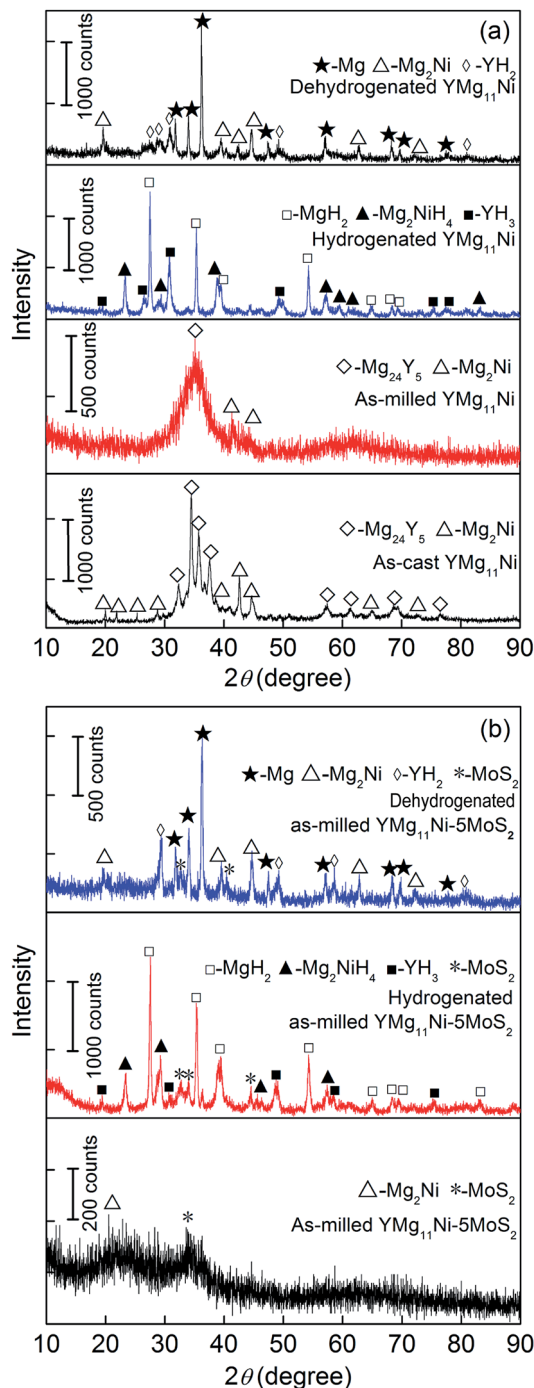 (a)
1000 counts
★-Mg △-Mg₂Ni ◊-YH₂
Dehydrogenated YMg₁₁Ni
1000 counts
□-MgH₂ ▲-Mg₂NiH₄ ■-YH₃
Hydrogenated YMg₁₁Ni
500 counts
◇-Mg₂₄Y₅ △-Mg₂Ni
As-milled YMg₁₁Ni
1000 counts
◇-Mg₂₄Y₅ △-Mg₂Ni
As-cast YMg₁₁Ni
Intensity
10 20 30 40 50 60 70 80 90
2θ (degree)
(b)
500 counts
★-Mg △-Mg₂Ni ◊-YH₂ *-MoS₂
Dehydrogenated
as-milled YMg₁₁Ni-5MoS₂
1000 counts
□-MgH₂ ▲-Mg₂NiH₄ ■-YH₃ *-MoS₂
Hydrogenated
as-milled YMg₁₁Ni-5MoS₂
200 counts
△-Mg₂Ni *-MoS₂
As-milled YMg₁₁Ni-5MoS₂
Intensity
10 20 30 40 50 60 70 80 90
2θ (degree)